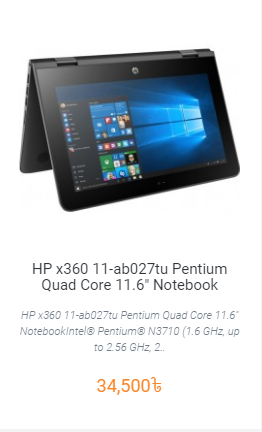 HP x360 11-ab027tu Pentium
Quad Core 11.6" Notebook
HP x360 11-ab027tu Pentium Quad Core 11.6"
NotebookIntel® Pentium® N3710 (1.6 GHz, up
to 2.56 GHz, 2..
34,500৳